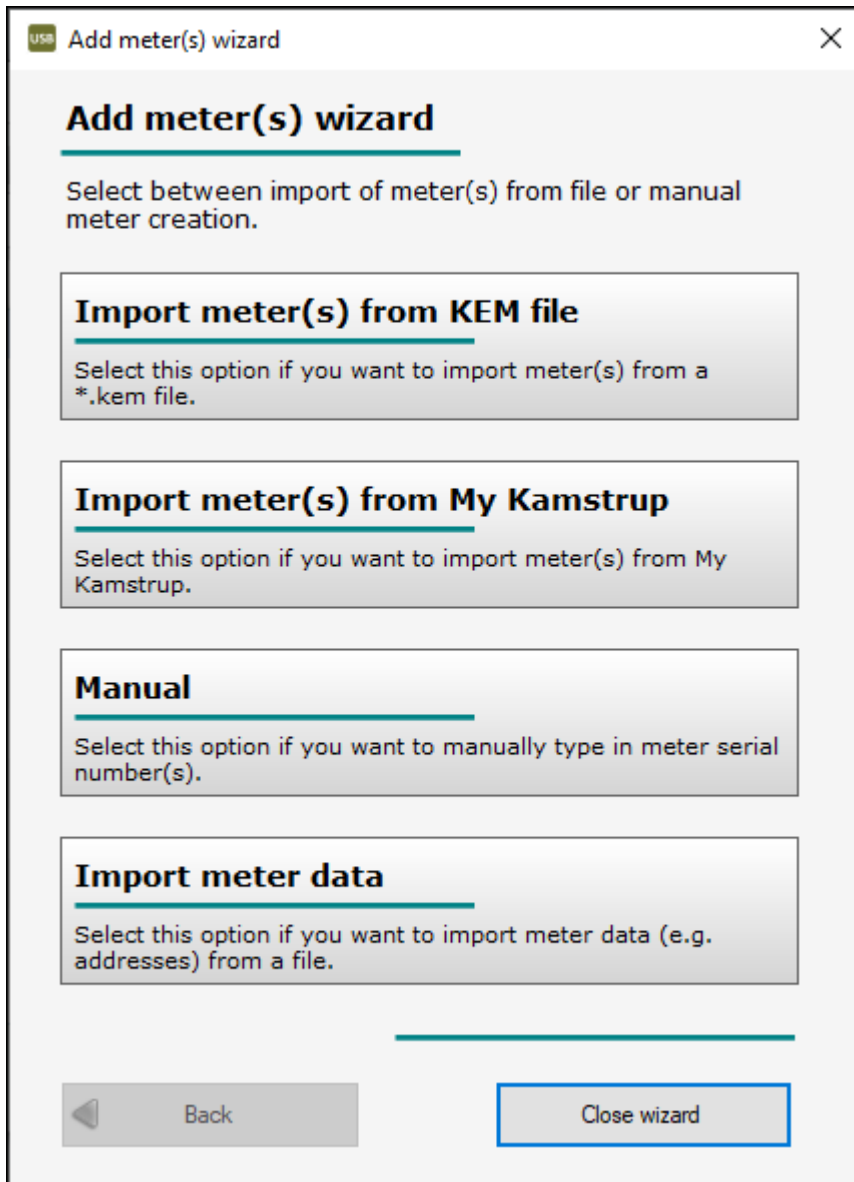 USB Add meter(s) wizard
Add meter(s) wizard
Select between import of meter(s) from file or manual
meter creation.
Import meter(s) from KEM file
Select this option if you want to import meter(s) from a
*.kem file.
Import meter(s) from My Kamstrup
Select this option if you want to import meter(s) from My
Kamstrup.
Manual
Select this option if you want to manually type in meter serial
number(s).
Import meter data
Select this option if you want to import meter data (e.g.
addresses) from a file.
Back
Close wizard